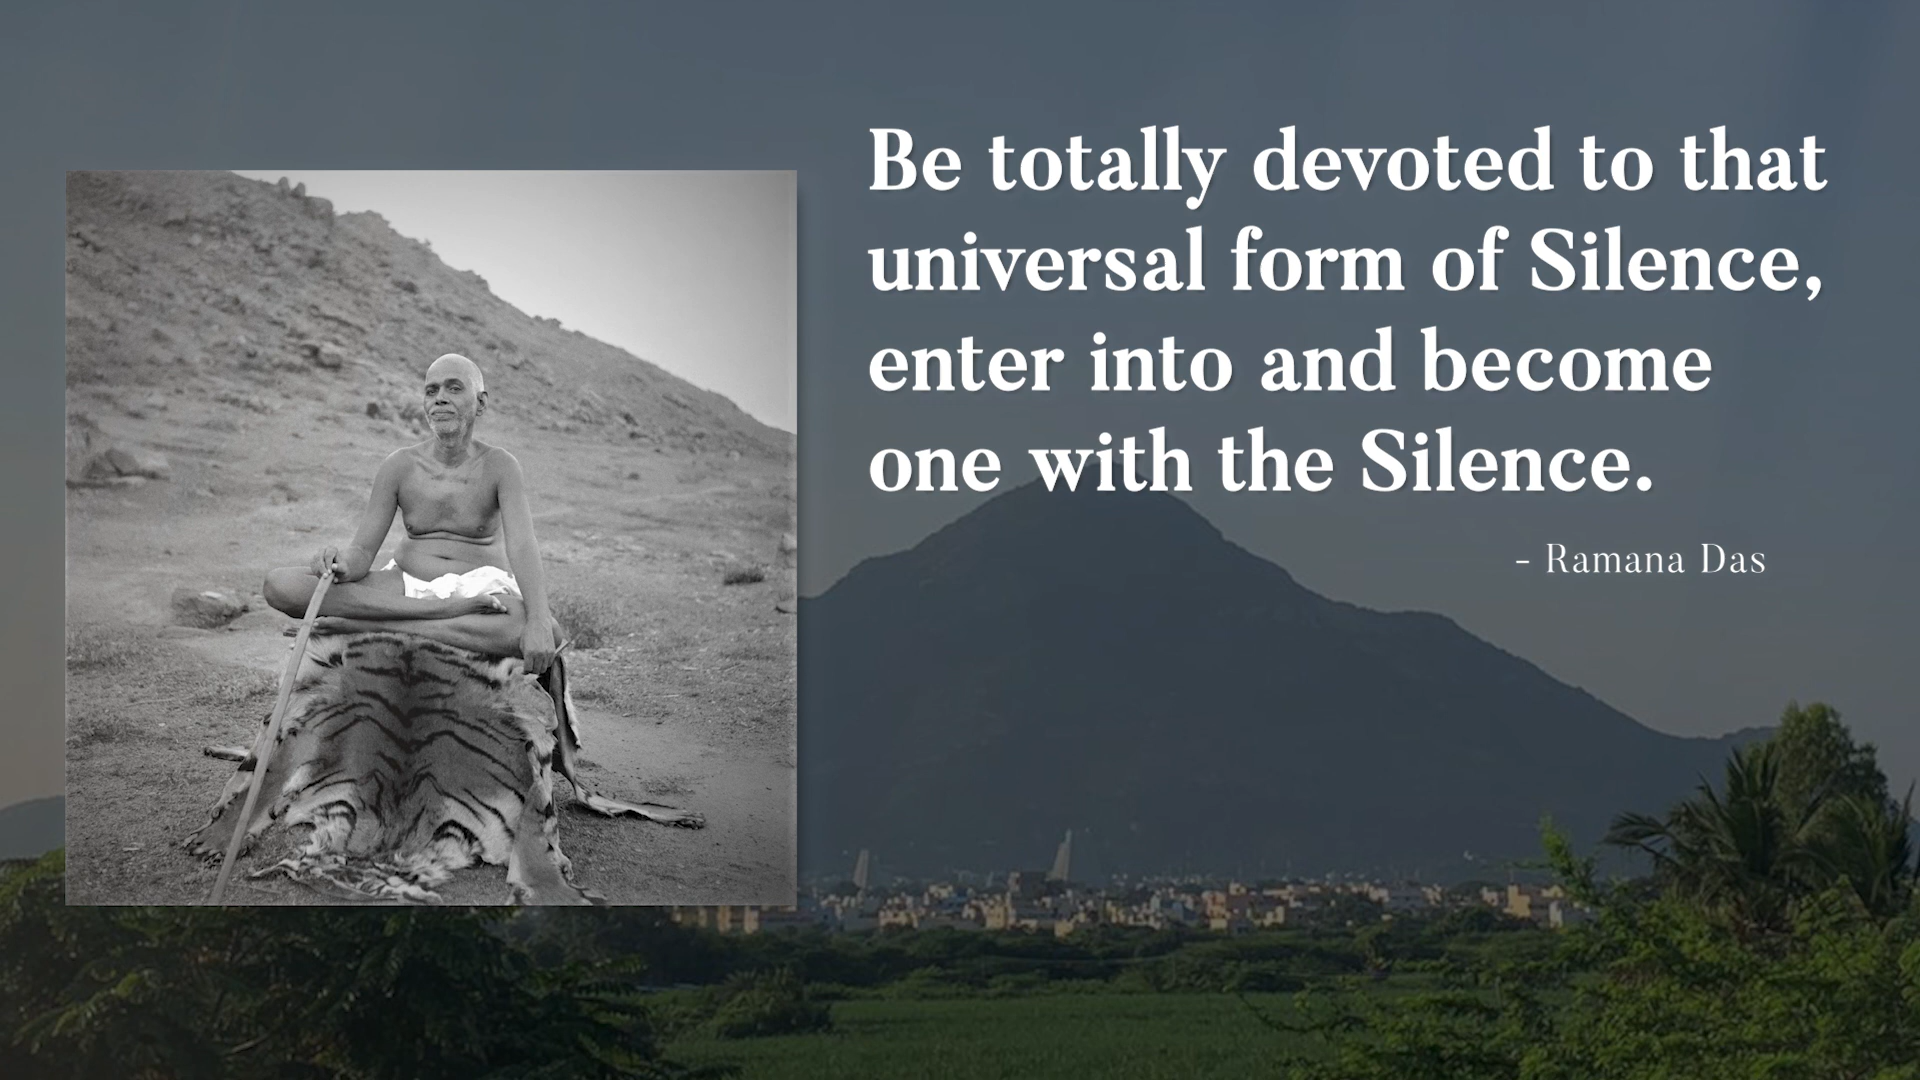 Be totally devoted to that
universal form of Silence,
enter into and become
one with the Silence.
- Ramana Das